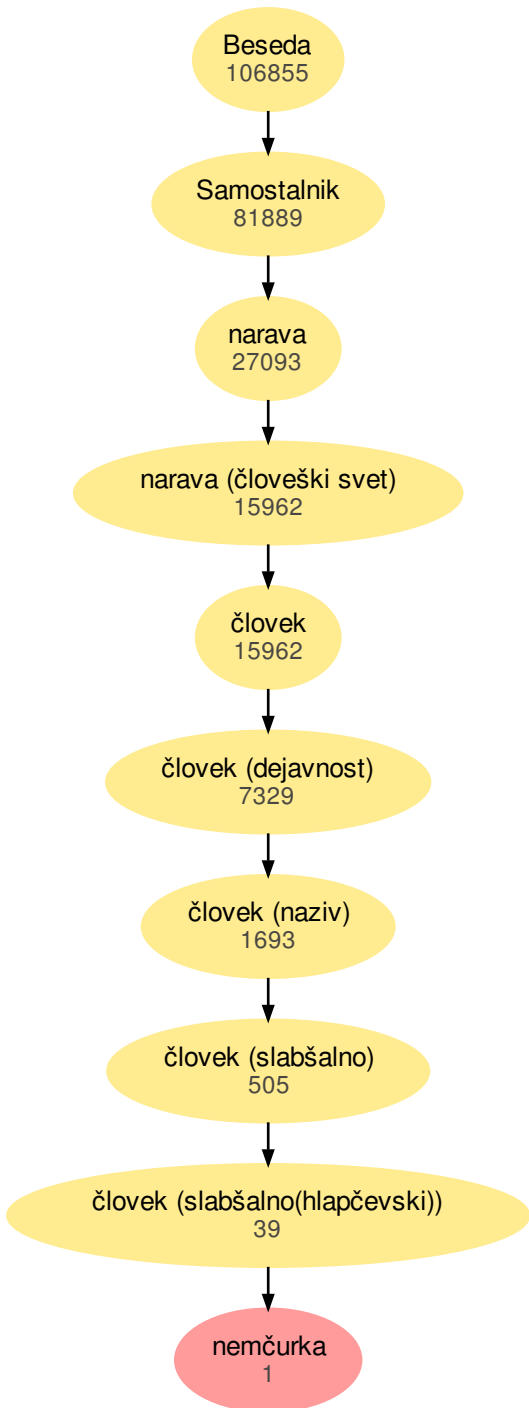 Beseda
106855
Samostalnik
81889
narava
27093
narava (človeški svet)
15962
človek
15962
človek (dejavnost)
7329
človek (naziv)
1693
človek (slabšalno)
505
človek (slabšalno(hlapčevski))
39
nemčurka
1